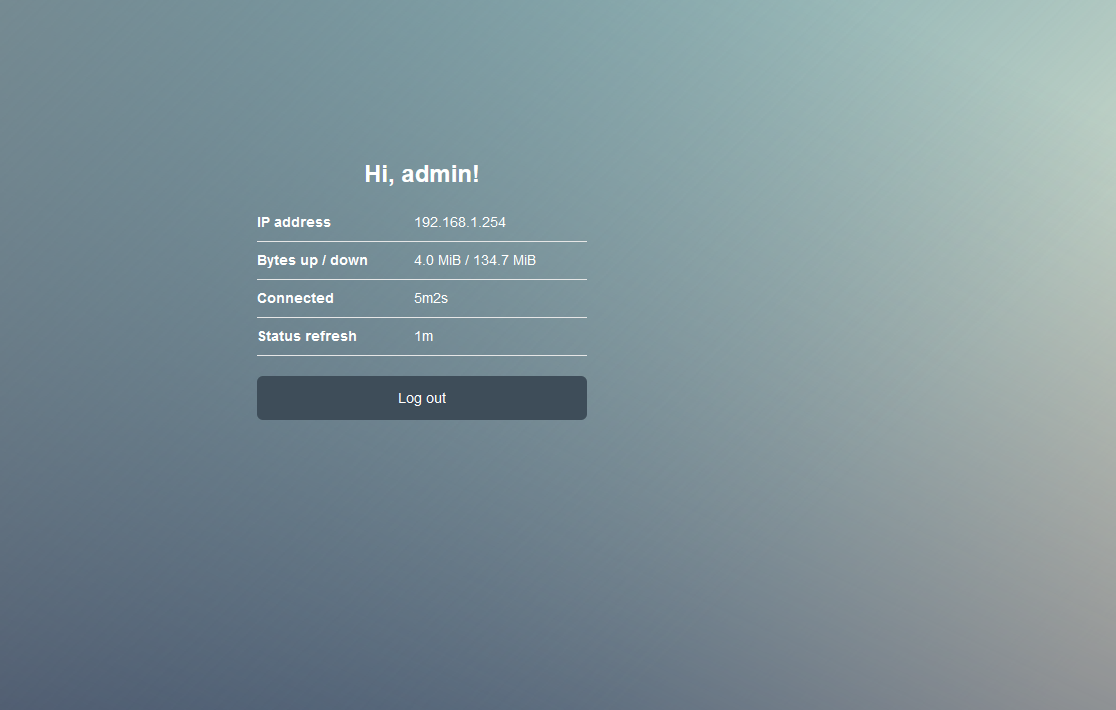 Hi, admin!
IP address 192.168.1.254
Bytes up / down 4.0 MiB / 134.7 MiB
Connected 5m2s
Status refresh 1m
Log out